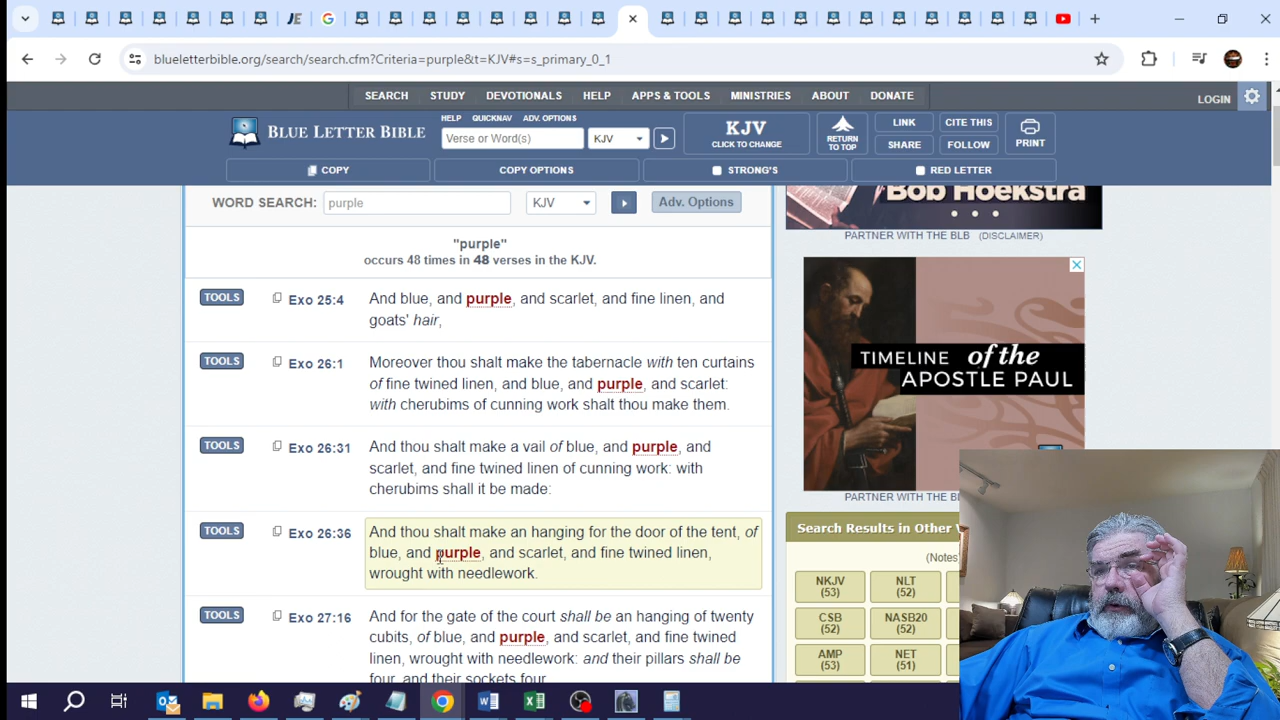 JE
blueletterbible.org/search/search.cfm?Criteria=purple&t=KJV#s=s_primary_0_1
SEARCH STUDY DEVOTIONALS HELP APPS & TOOLS MINISTRIES ABOUT DONATE
LOGIN
HELP QUICKNAV ADV. OPTIONS
BLUE LETTER BIBLE
Verse or Word(s) KJV
KJV
CLICK TO CHANGE
RETURN
TO TOP
LINK CITE THIS
SHARE FOLLOW
PRINT
COPY COPY OPTIONS STRONG'S RED LETTER
WORD SEARCH: purple KJV Adv. Options
"purple"
occurs 48 times in 48 verses in the KJV.
TOOLS Exo 25:4 And blue, and purple, and scarlet, and fine linen, and
goats' hair,
TOOLS Exo 26:1 Moreover thou shalt make the tabernacle with ten curtains
of fine twined linen, and blue, and purple, and scarlet:
with cherubims of cunning work shalt thou make them.
TOOLS Exo 26:31 And thou shalt make a vail of blue, and purple, and
scarlet, and fine twined linen of cunning work: with
cherubims shall it be made:
TOOLS Exo 26:36 And thou shalt make an hanging for the door of the tent, of
blue, and purple, and scarlet, and fine twined linen,
wrought with needlework.
TOOLS Exo 27:16 And for the gate of the court shall be an hanging of twenty
cubits, of blue, and purple, and scarlet, and fine twined
linen, wrought with needlework: and their pillars shall be
four, and their sockets four.
Bob Hoekstra
PARTNER WITH THE BLB (DISCLAIMER)
TIMELINE of the
APOSTLE PAUL
PARTNER WITH THE
Search Results in Other
(Notes)
NKJV
(53)
NLT
(52)
CSB
(52)
NASB20
(52)
AMP
(53)
NET
(51)